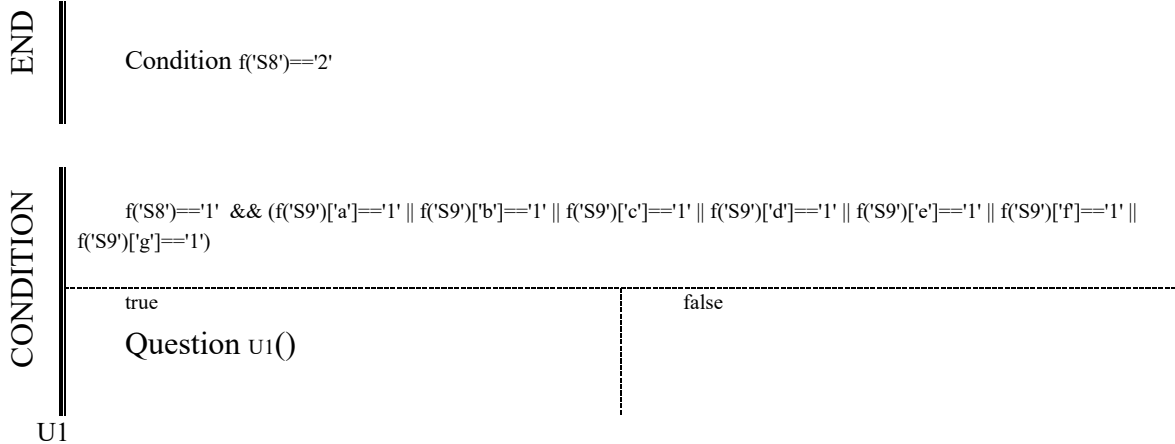 END
Condition f('S8')=='2'
CONDITION
f('S8')=='1' && (f('S9')['a']=='1' || f('S9')['b']=='1' || f('S9')['c']=='1' || f('S9')['d']=='1' || f('S9')['e']=='1' || f('S9')['f']=='1' ||
f('S9')['g']=='1')
true
false
Question U1()
U1